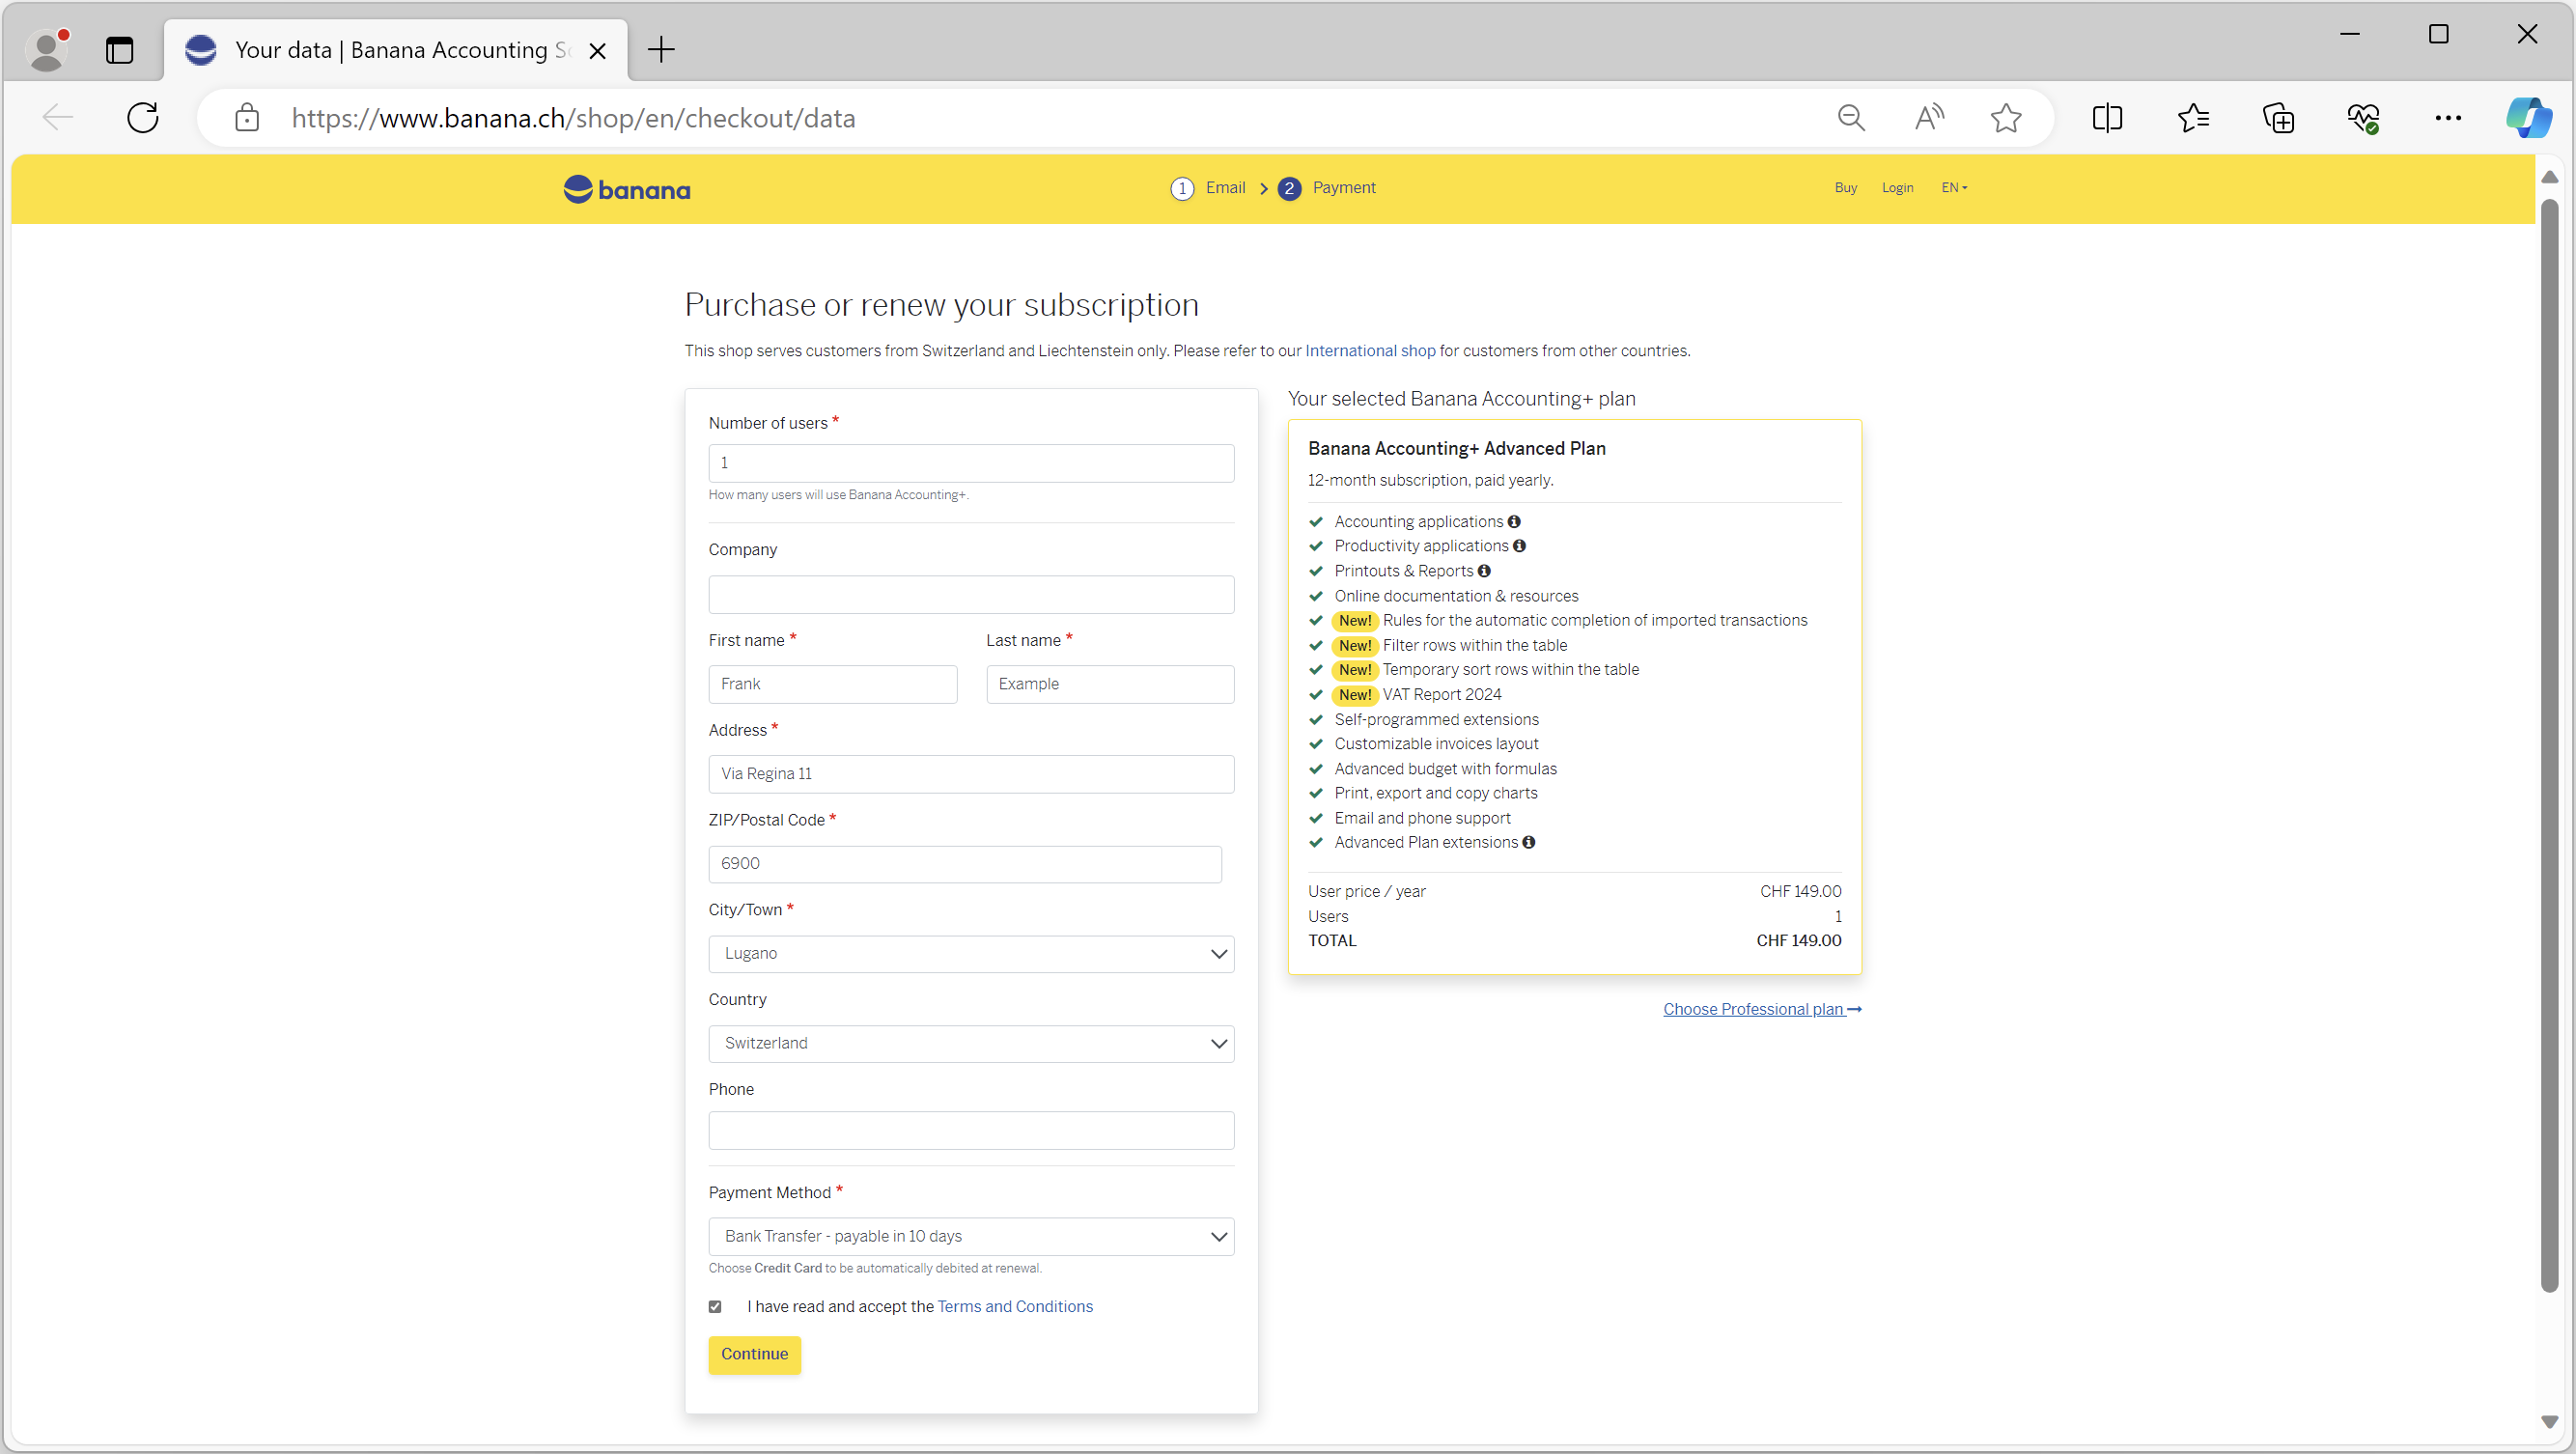 Your data | Banana Accounting S
https://www.banana.ch/shop/en/checkout/data
banana
1 Email
2 Payment
Buy Login EN
Purchase or renew your subscription
This shop serves customers from Switzerland and Liechtenstein only. Please refer to our International shop for customers from other countries.
Number of users *
1
How many users will use Banana Accounting+.
Company
First name * Last name *
Frank Example
Address *
Via Regina 11
ZIP/Postal Code *
6900
City/Town *
Lugano
Country
Switzerland
Phone
Payment Method *
Bank Transfer - payable in 10 days
Choose Credit Card to be automatically debited at renewal.
I have read and accept the Terms and Conditions
Continue
Your selected Banana Accounting+ plan
Banana Accounting+ Advanced Plan
12-month subscription, paid yearly.
Accounting applications
Productivity applications
Printouts & Reports
Online documentation & resources
New! Rules for the automatic completion of imported transactions
New! Filter rows within the table
New! Temporary sort rows within the table
New! VAT Report 2024
Self-programmed extensions
Customizable invoices layout
Advanced budget with formulas
Print, export and copy charts
Email and phone support
Advanced Plan extensions
User price / year CHF 149.00
Users 1
TOTAL CHF 149.00
Choose Professional plan